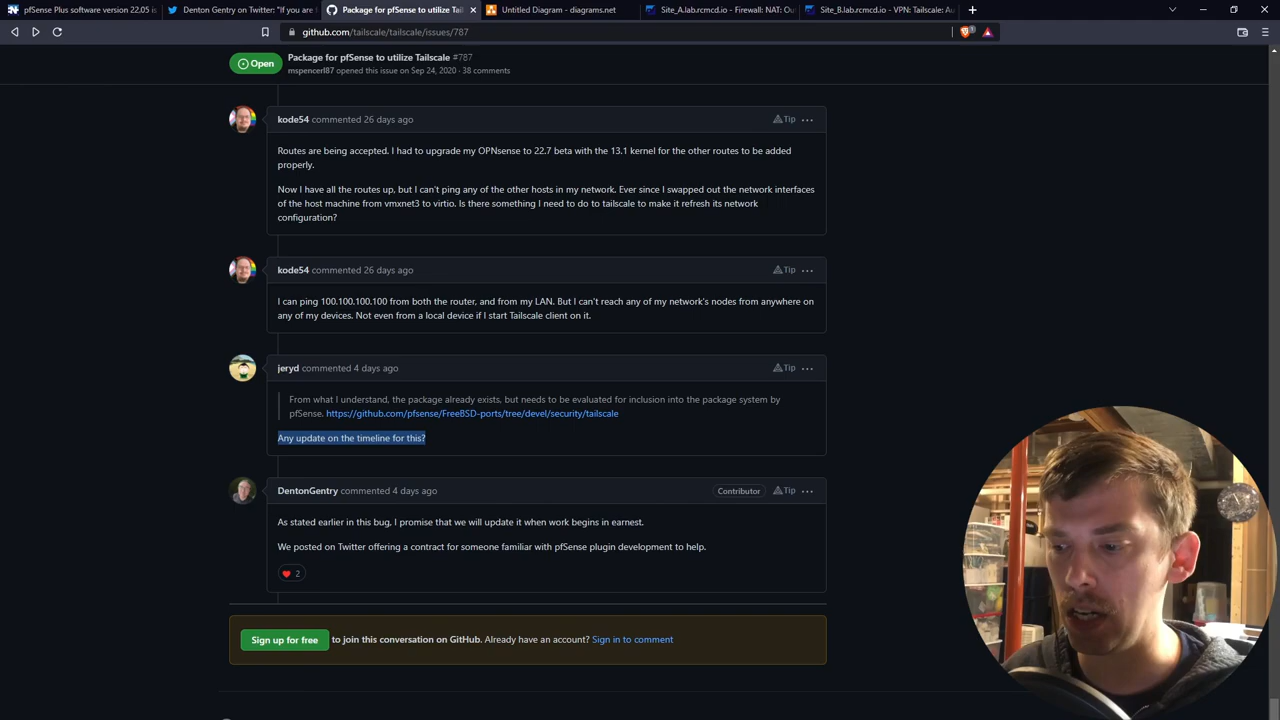 pfSense Plus software version 22.05 is
Denton Gentry on Twitter: "If you are
Package for pfSense to utilize Tail
Untitled Diagram - diagrams.net
Site_A.lab.rcmcd.io - Firewall: NAT: Ou
Site_B.lab.rcmcd.io - VPN: Tailscale: Au
github.com/tailscale/tailscale/issues/787
Open
Package for pfSense to utilize Tailscale #787
mspencerl87 opened this issue on Sep 24, 2020 · 38 comments
kode54 commented 26 days ago
Tip
Routes are being accepted. I had to upgrade my OPNsense to 22.7 beta with the 13.1 kernel for the other routes to be added
properly.
Now I have all the routes up, but I can't ping any of the other hosts in my network. Ever since I swapped out the network interfaces
of the host machine from vmxnet3 to virtio. Is there something I need to do to tailscale to make it refresh its network
configuration?
kode54 commented 26 days ago
Tip
I can ping 100.100.100.100 from both the router, and from my LAN. But I can't reach any of my network's nodes from anywhere on
any of my devices. Not even from a local device if I start Tailscale client on it.
jeryd commented 4 days ago
Tip
From what I understand, the package already exists, but needs to be evaluated for inclusion into the package system by
pfSense. https://github.com/pfsense/FreeBSD-ports/tree/devel/security/tailscale
Any update on the timeline for this?
DentonGentry commented 4 days ago
Contributor
Tip
As stated earlier in this bug, I promise that we will update it when work begins in earnest.
We posted on Twitter offering a contract for someone familiar with pfSense plugin development to help.
2
Sign up for free to join this conversation on GitHub. Already have an account? Sign in to comment